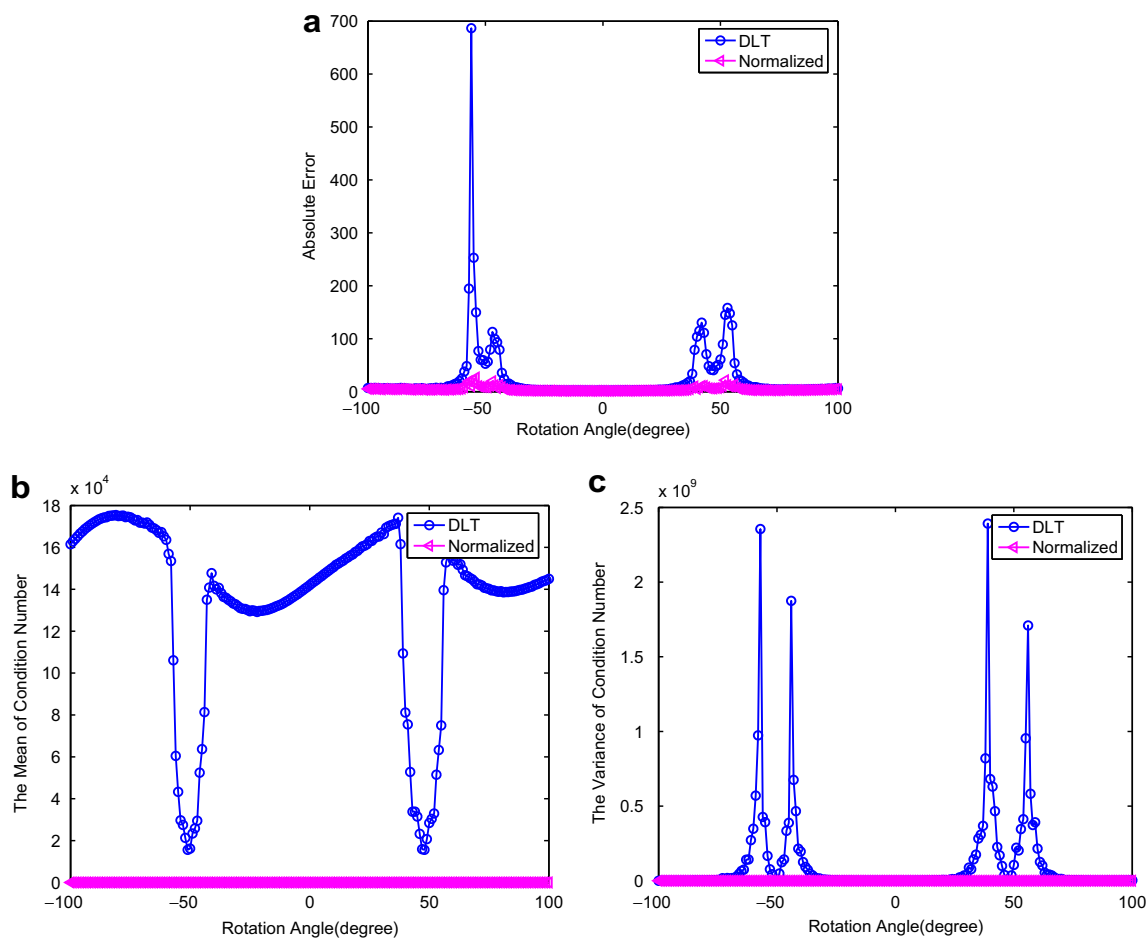 a
700
600
500
400
300
200
100
0
Absolute Error
DLT
Normalized
−100
−50
0
50
100
Rotation Angle(degree)
b
x 10^4
18
16
14
12
10
8
6
4
2
0
The Mean of Condition Number
DLT
Normalized
−100
−50
0
50
100
Rotation Angle(degree)
c
x 10^9
2.5
2
1.5
1
0.5
0
The Variance of Condition Number
DLT
Normalized
−100
−50
0
50
100
Rotation Angle(degree)